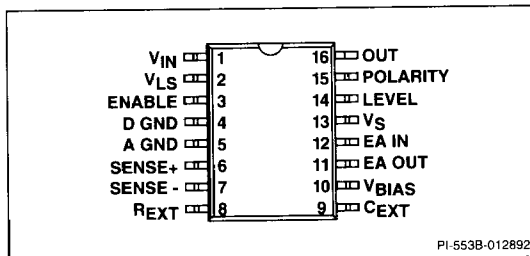 VIN 1 16 OUT
VLS 2 15 POLARITY
ENABLE 3 14 LEVEL
D GND 4 13 VS
A GND 5 12 EA IN
SENSE+ 6 11 EA OUT
SENSE - 7 10 VBIAS
REXT 8 9 CEXT
PI-553B-012892